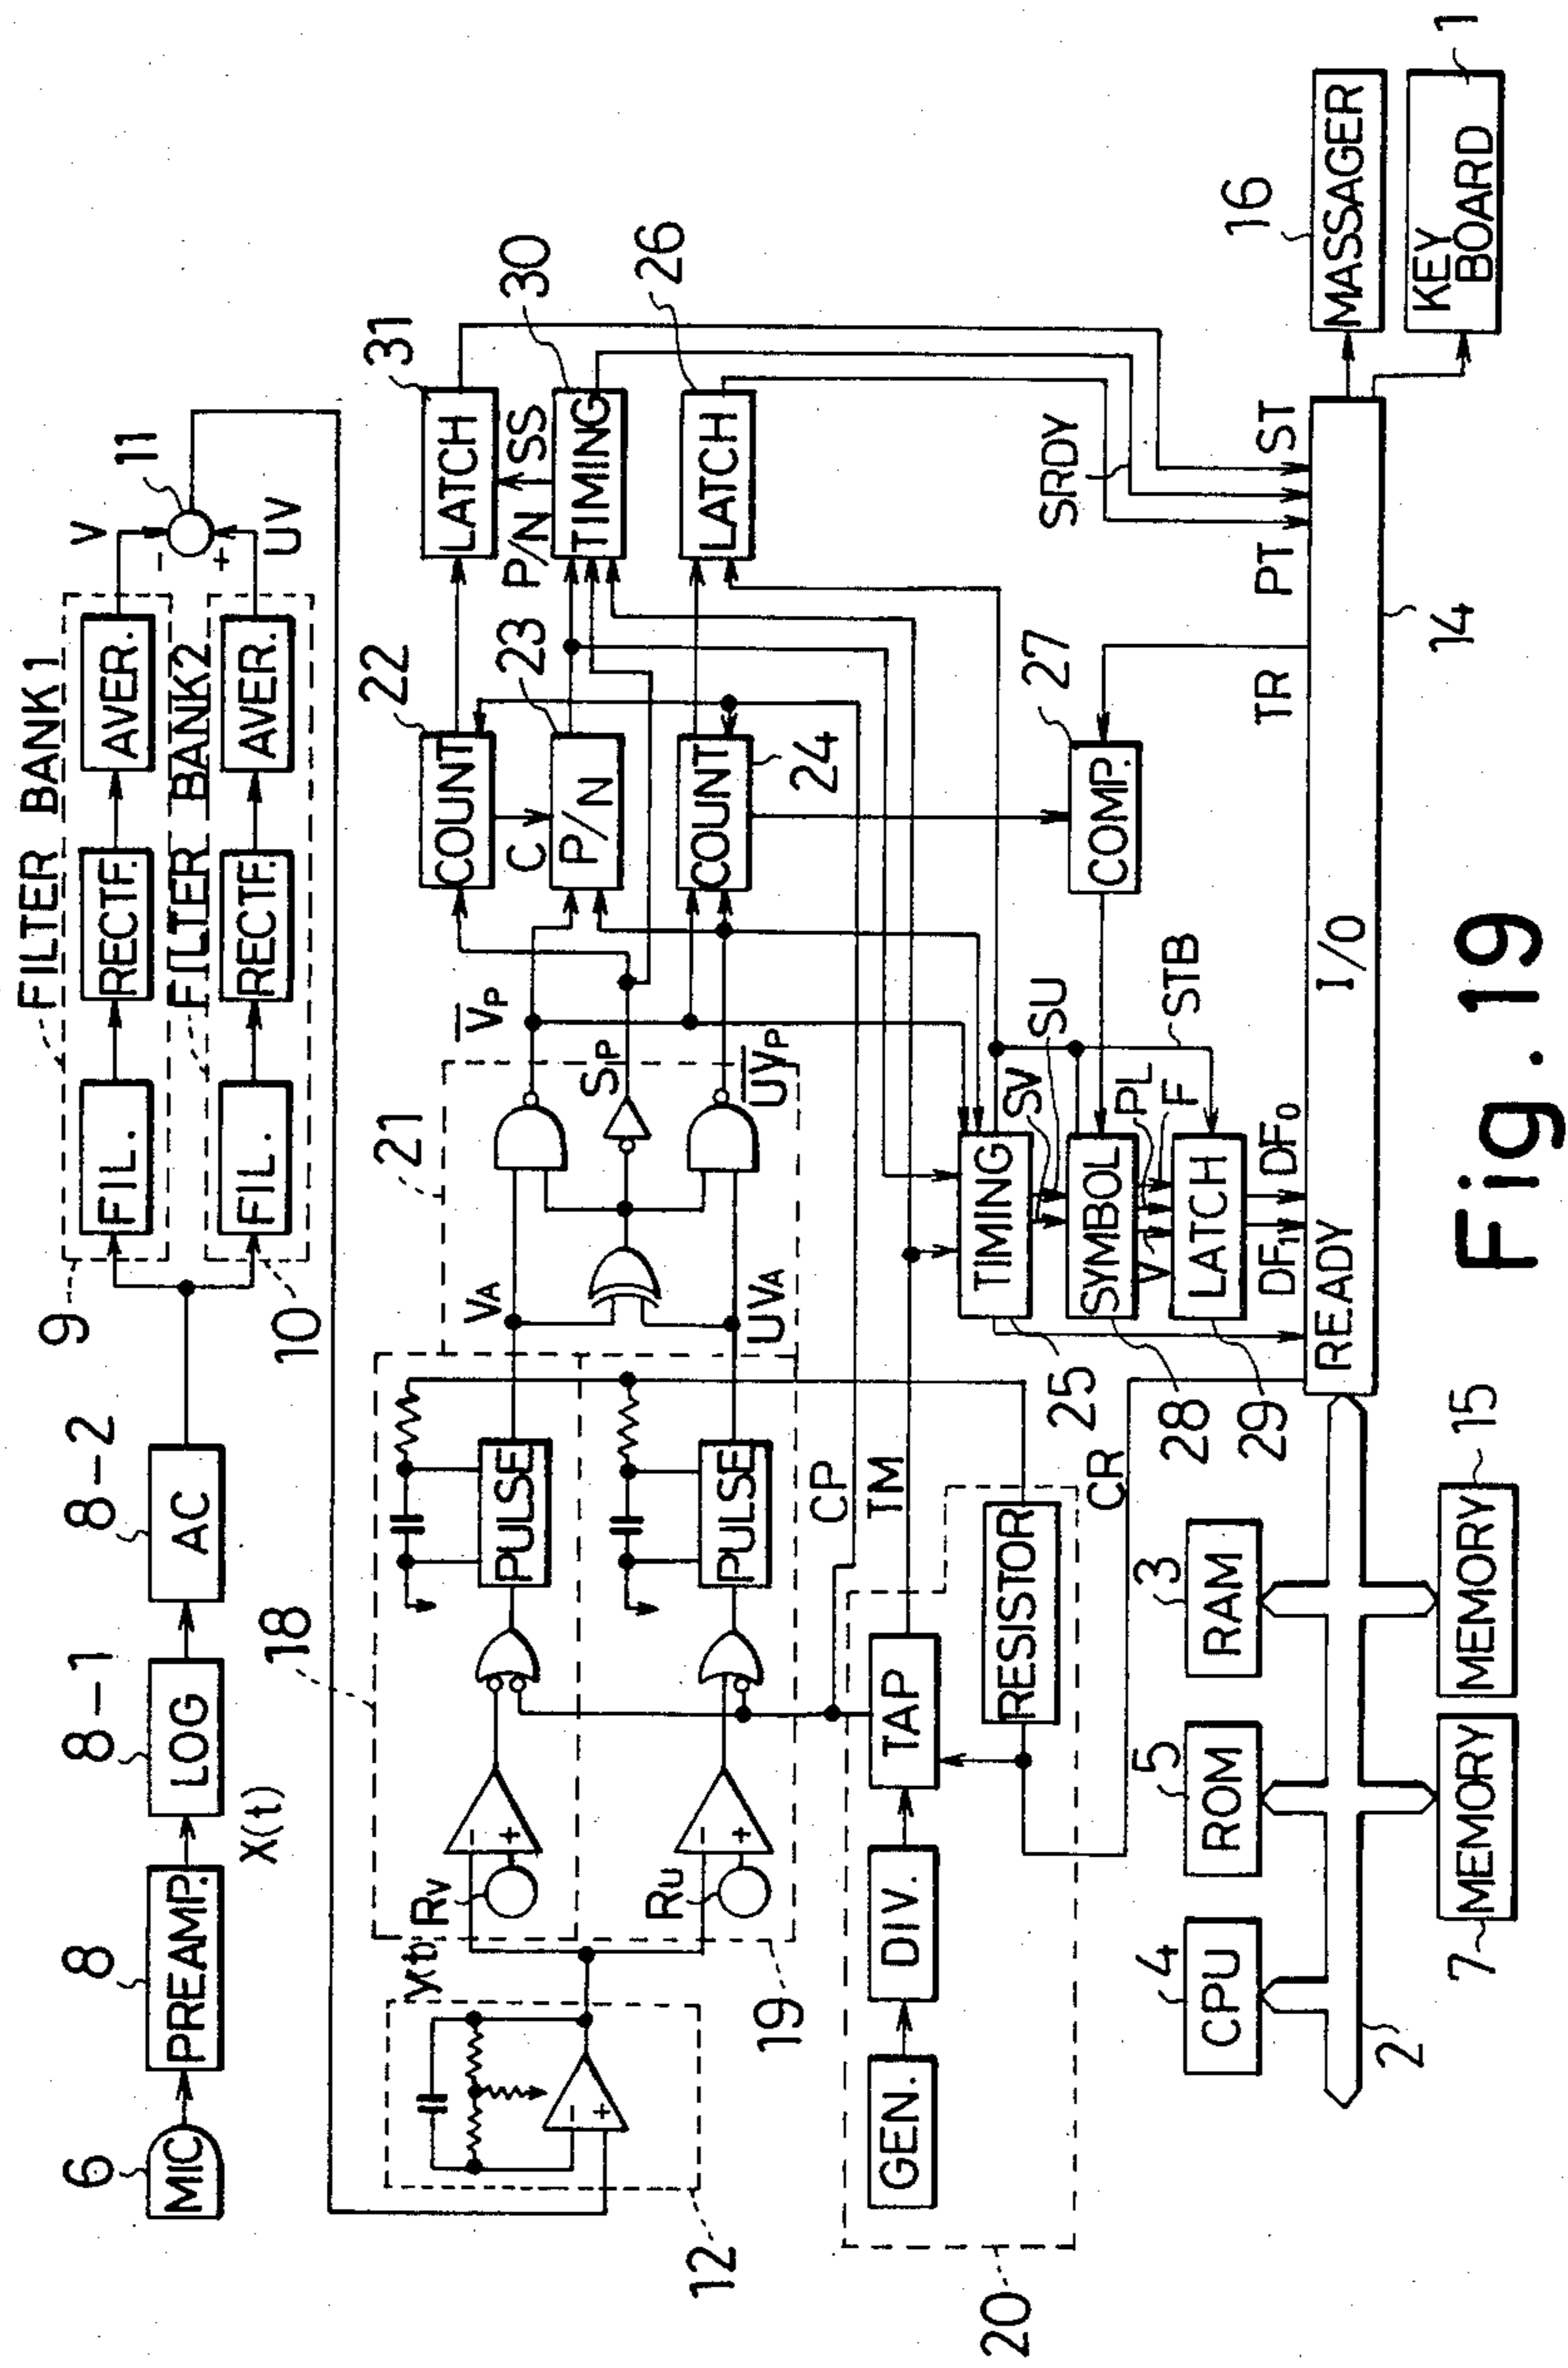 FILTER BANK1
9
FIL.
RECTF.
AVER.
V
11
-
+
UV
FILTER BANK2
10
FIL.
RECTF.
AVER.
6
MIC
8
PREAMP.
X(t)
8-1
LOG
8-2
AC
12
-
+
y(t)
18
RV
-
+
PULSE
19
RU
-
+
PULSE
21
VA
UVA
VP
SP
UVP
22
COUNT
C
23
P/N
24
COUNT
31
LATCH
P/N
SS
30
TIMING
26
LATCH
CP
TM
20
GEN.
DIV.
TAP
RESISTOR
CR
25
TIMING
SV
SU
28
SYMBOL
V
PL
F
STB
29
LATCH
DF1
DF0
27
COMP.
SRDY
READY
TR
PT
ST
I/O
14
16
MASSAGER
KEY
BOARD
1
4
CPU
5
ROM
3
RAM
2
7
MEMORY
15
MEMORY
Fig. 19